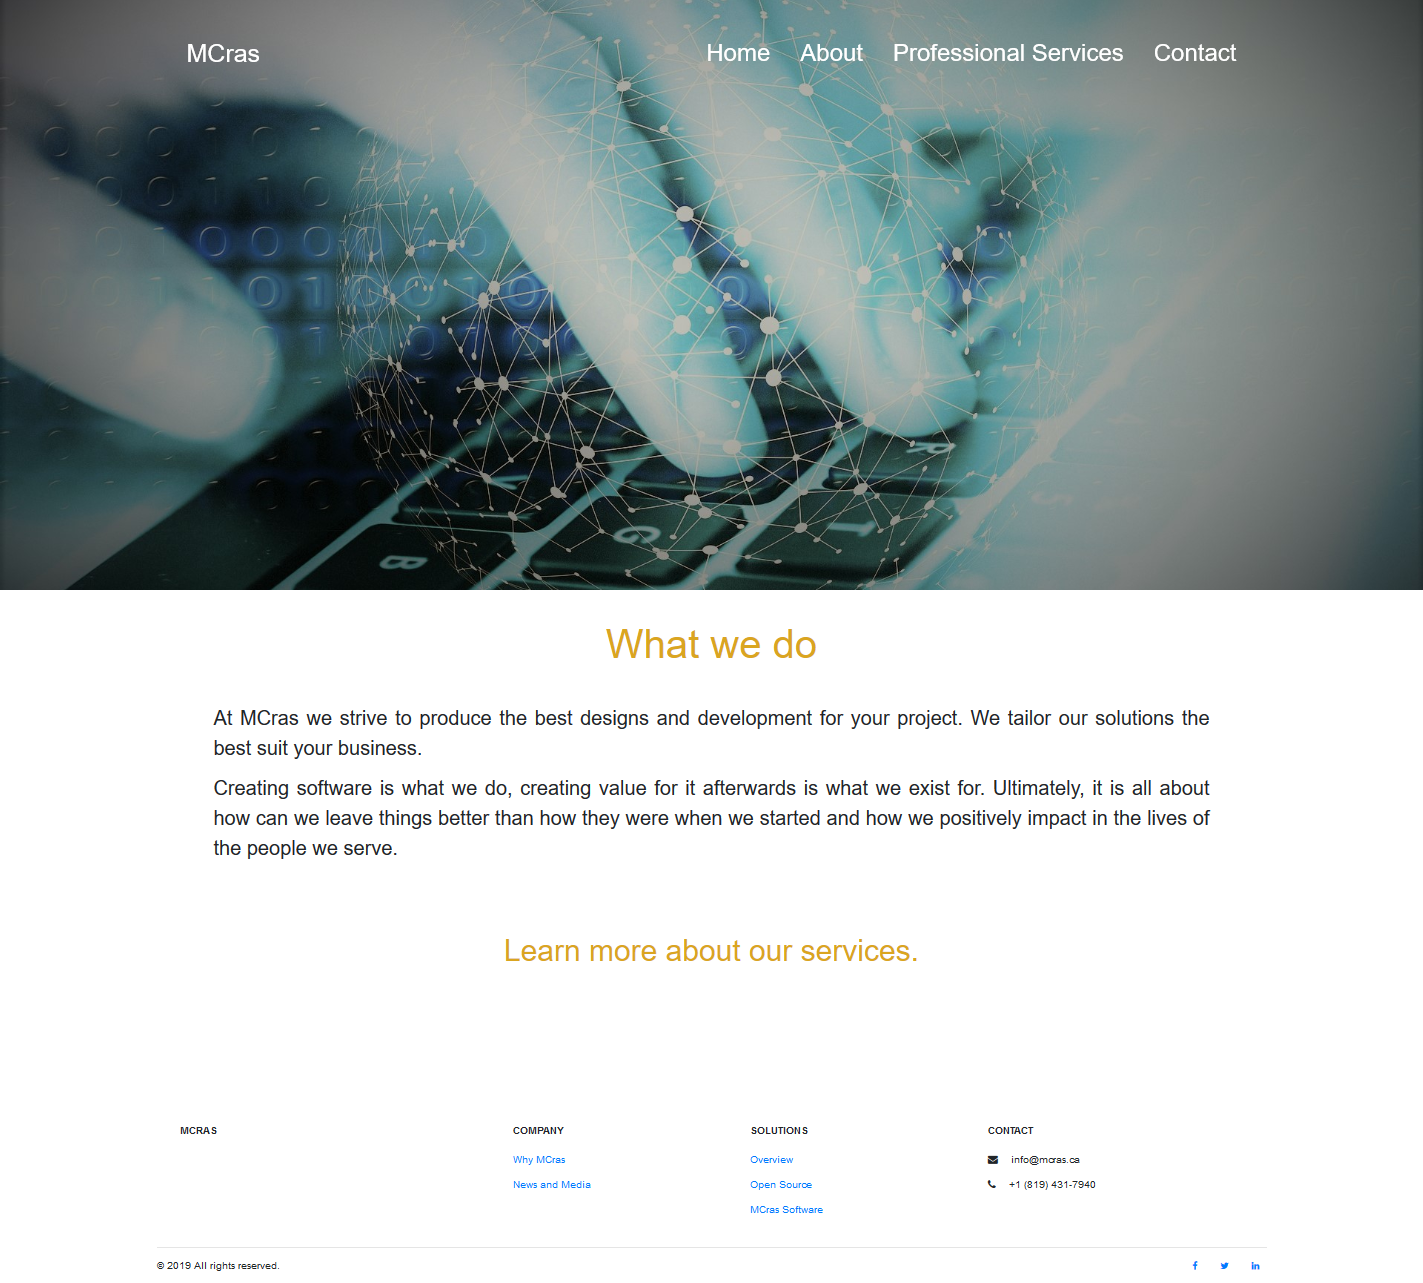 MCras
Home About Professional Services Contact
What we do
At MCras we strive to produce the best designs and development for your project. We tailor our solutions the
best suit your business.
Creating software is what we do, creating value for it afterwards is what we exist for. Ultimately, it is all about
how can we leave things better than how they were when we started and how we positively impact in the lives of
the people we serve.
Learn more about our services.
MCRAS
COMPANY
Why MCras
News and Media
SOLUTIONS
Overview
Open Source
MCras Software
CONTACT
info@mcras.ca
+1 (819) 431-7940
© 2019 All rights reserved.